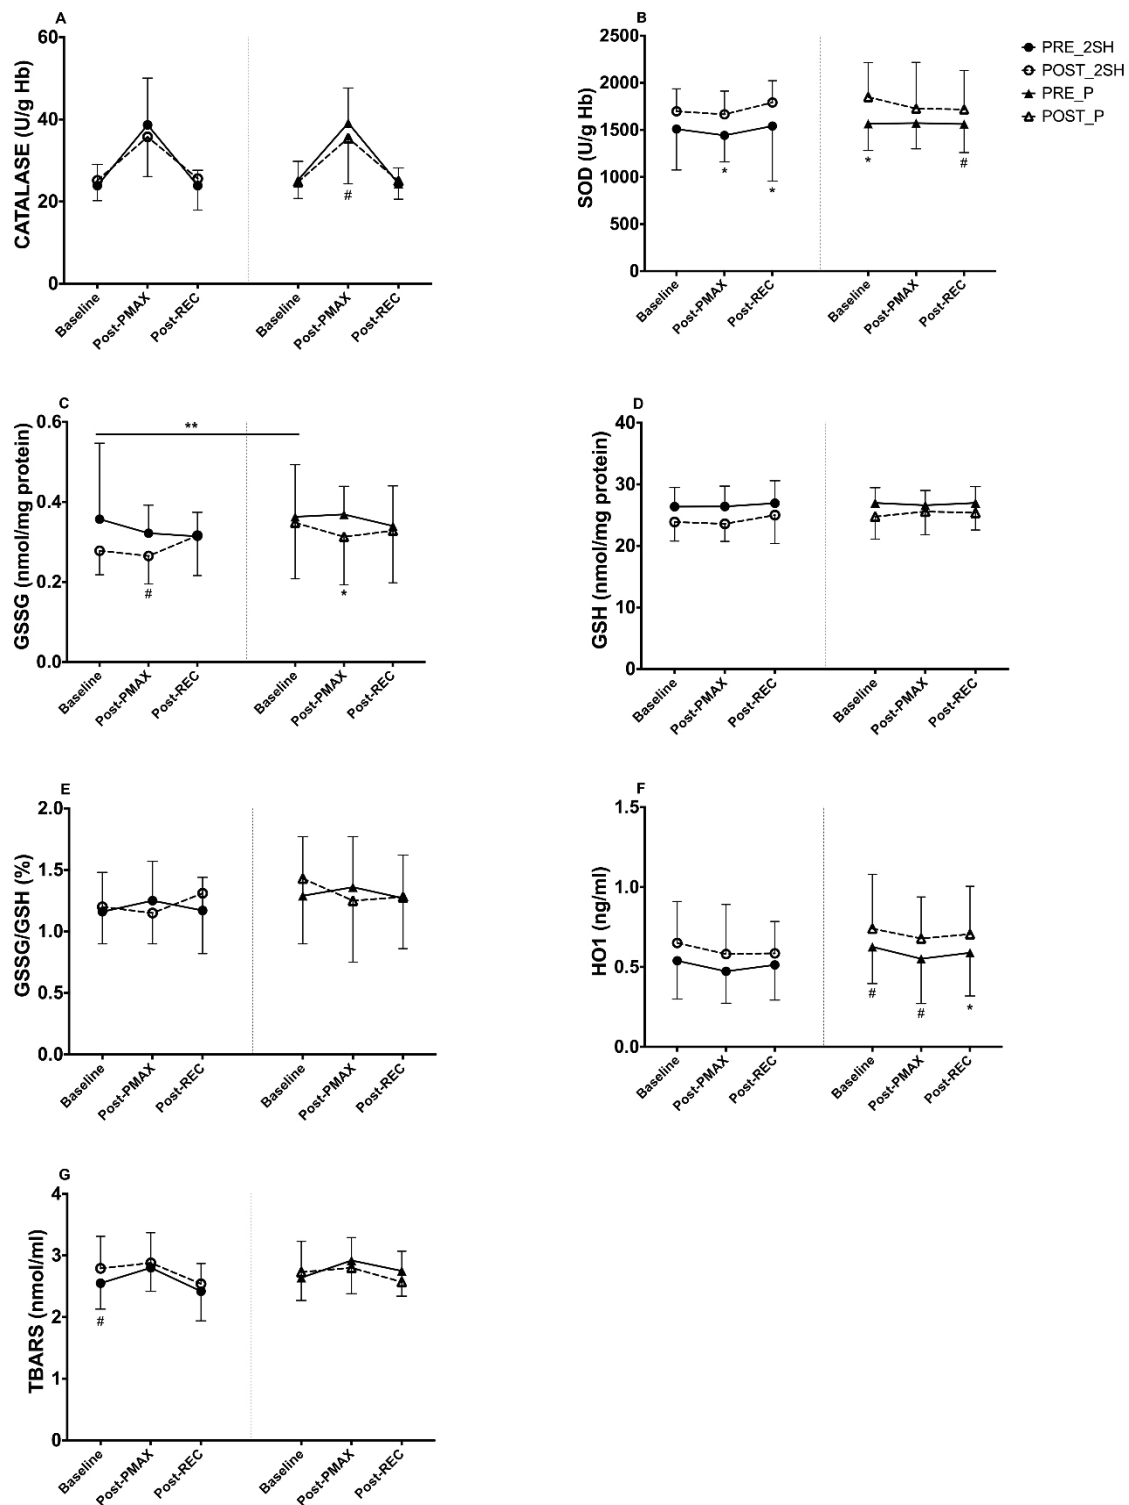 A
CATALASE (U/g Hb)
60
40
20
0
#
Baseline
Post-PMAX
Post-REC
Baseline
Post-PMAX
Post-REC
B
SOD (U/g Hb)
2500
2000
1500
1000
500
0
*
*
*
#
Baseline
Post-PMAX
Post-REC
Baseline
Post-PMAX
Post-REC
PRE_2SH
POST_2SH
PRE_P
POST_P
C
GSSG (nmol/mg protein)
0.6
0.4
0.2
0.0
**
#
*
Baseline
Post-PMAX
Post-REC
Baseline
Post-PMAX
Post-REC
D
GSH (nmol/mg protein)
40
30
20
10
0
Baseline
Post-PMAX
Post-REC
Baseline
Post-PMAX
Post-REC
E
GSSG/GSH (%)
2.0
1.5
1.0
0.5
0.0
Baseline
Post-PMAX
Post-REC
Baseline
Post-PMAX
Post-REC
F
HO1 (ng/ml)
1.5
1.0
0.5
0.0
#
#
*
Baseline
Post-PMAX
Post-REC
Baseline
Post-PMAX
Post-REC
G
TBARS (nmol/ml)
4
3
2
1
0
#
Baseline
Post-PMAX
Post-REC
Baseline
Post-PMAX
Post-REC